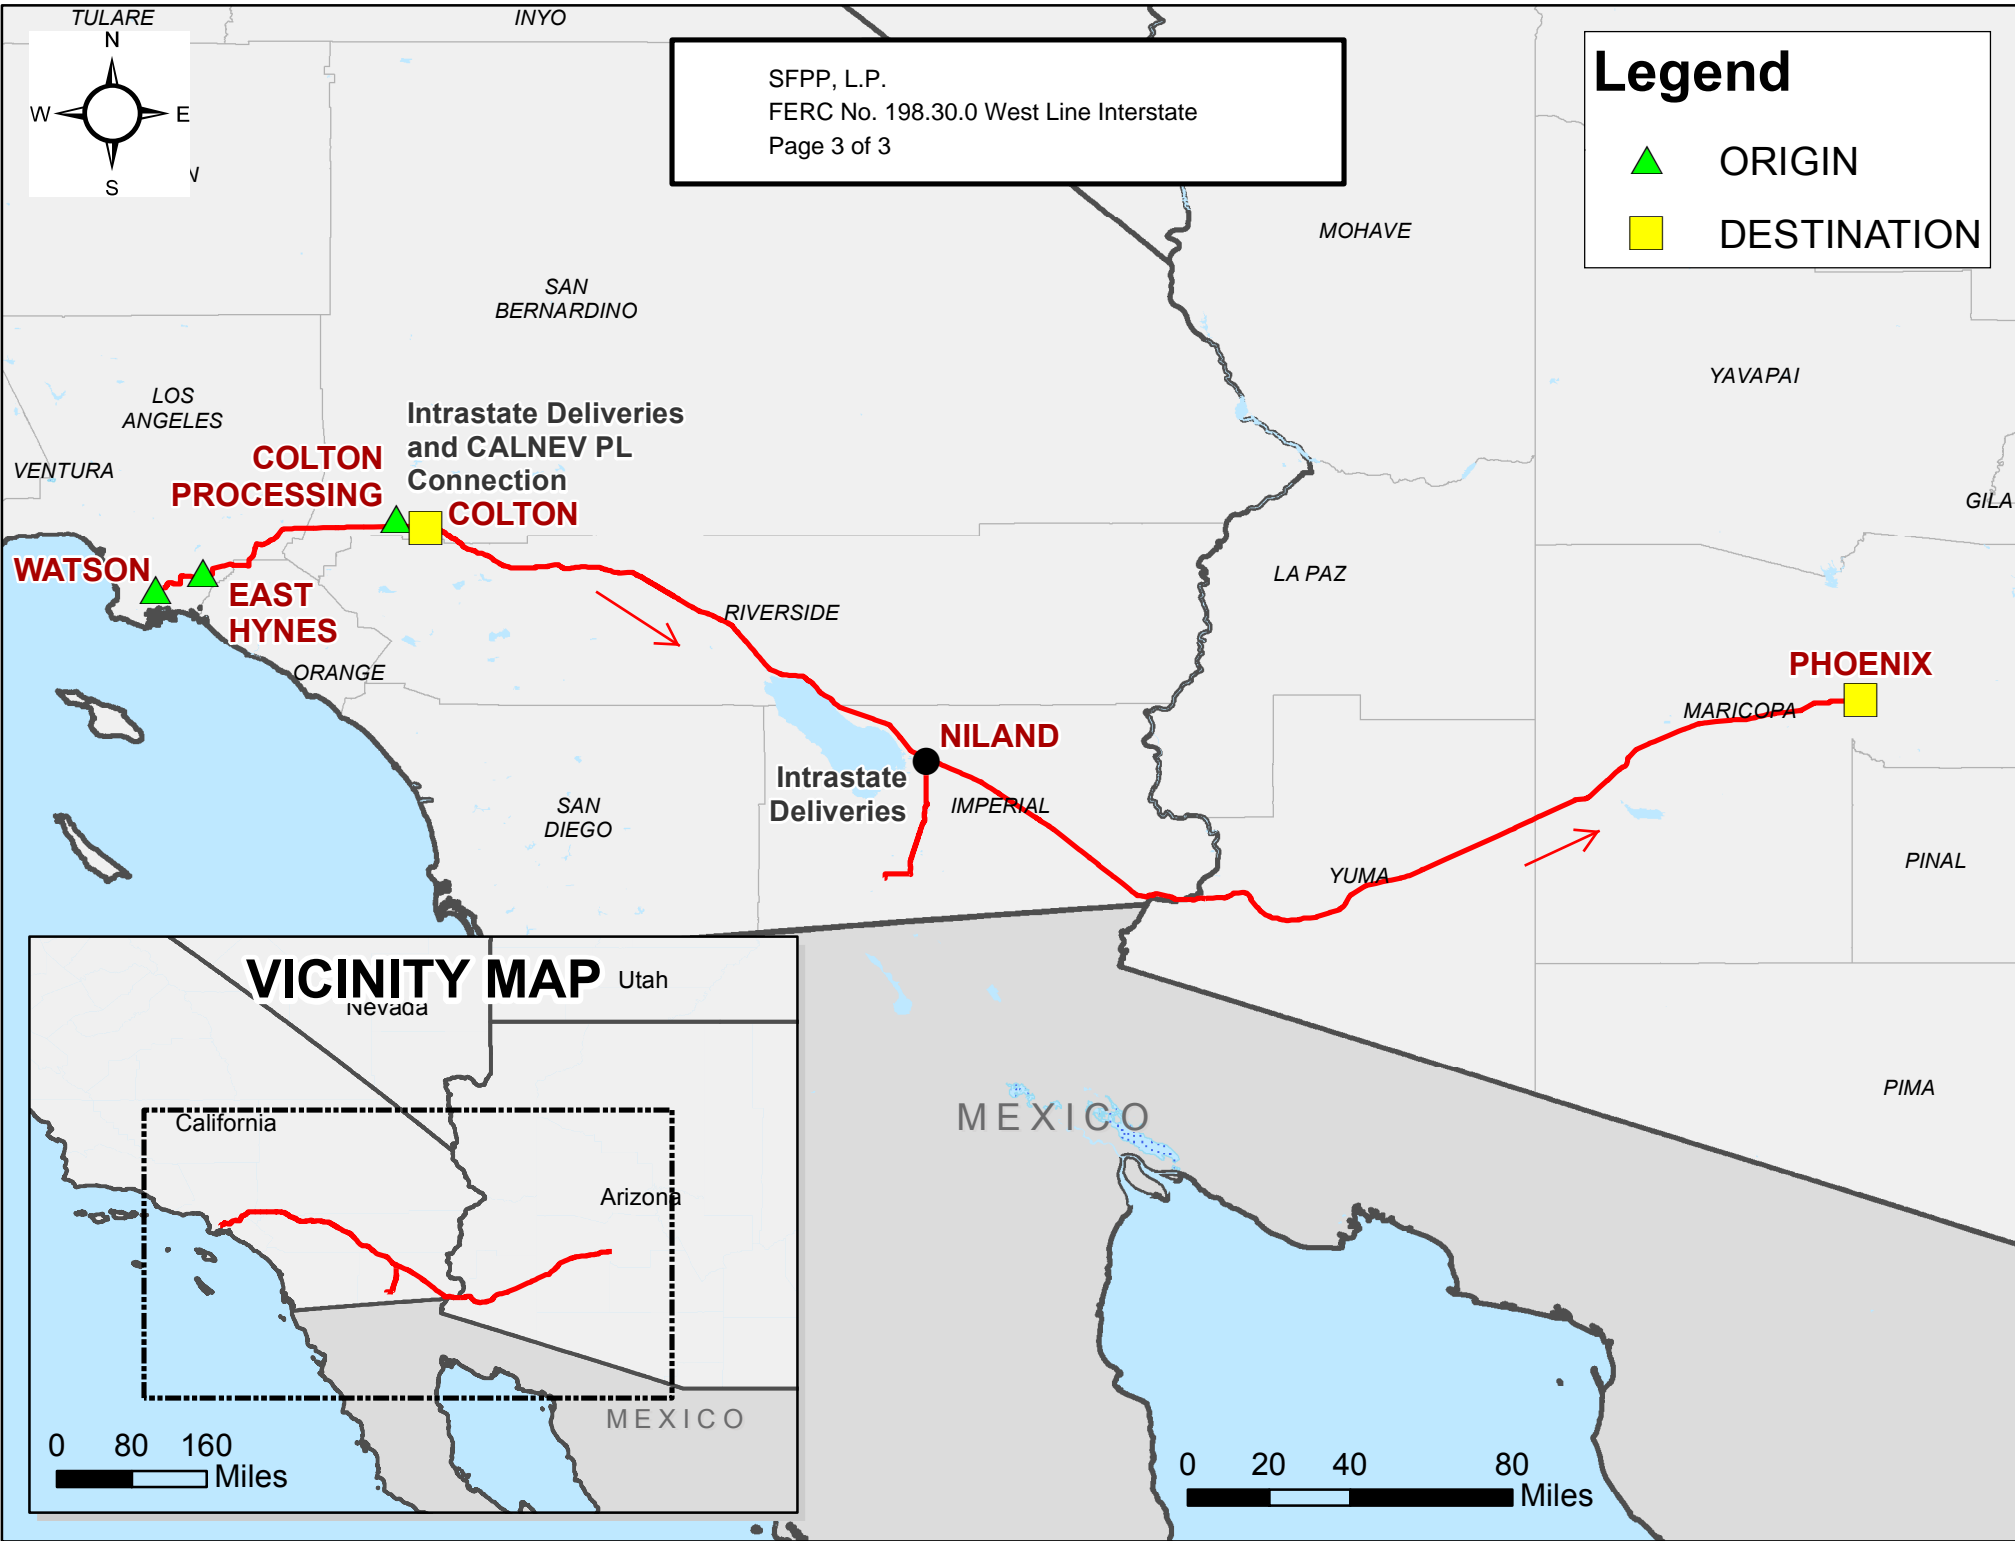 TULARE
INYO
N
W
E
S
N
SFPP, L.P.
FERC No. 198.30.0 West Line Interstate
Page 3 of 3
Legend
ORIGIN
DESTINATION
MOHAVE
SAN
BERNARDINO
YAVAPAI
LOS
ANGELES
Intrastate Deliveries
and CALNEV PL
Connection
COLTON
PROCESSING
COLTON
VENTURA
GILA
WATSON
EAST
HYNES
LA PAZ
RIVERSIDE
ORANGE
PHOENIX
MARICOPA
NILAND
Intrastate
Deliveries
IMPERIAL
SAN
DIEGO
YUMA
PINAL
PIMA
MEXICO
VICINITY MAP
Utah
Nevada
California
Arizona
MEXICO
0 80 160
Miles
0 20 40 80
Miles